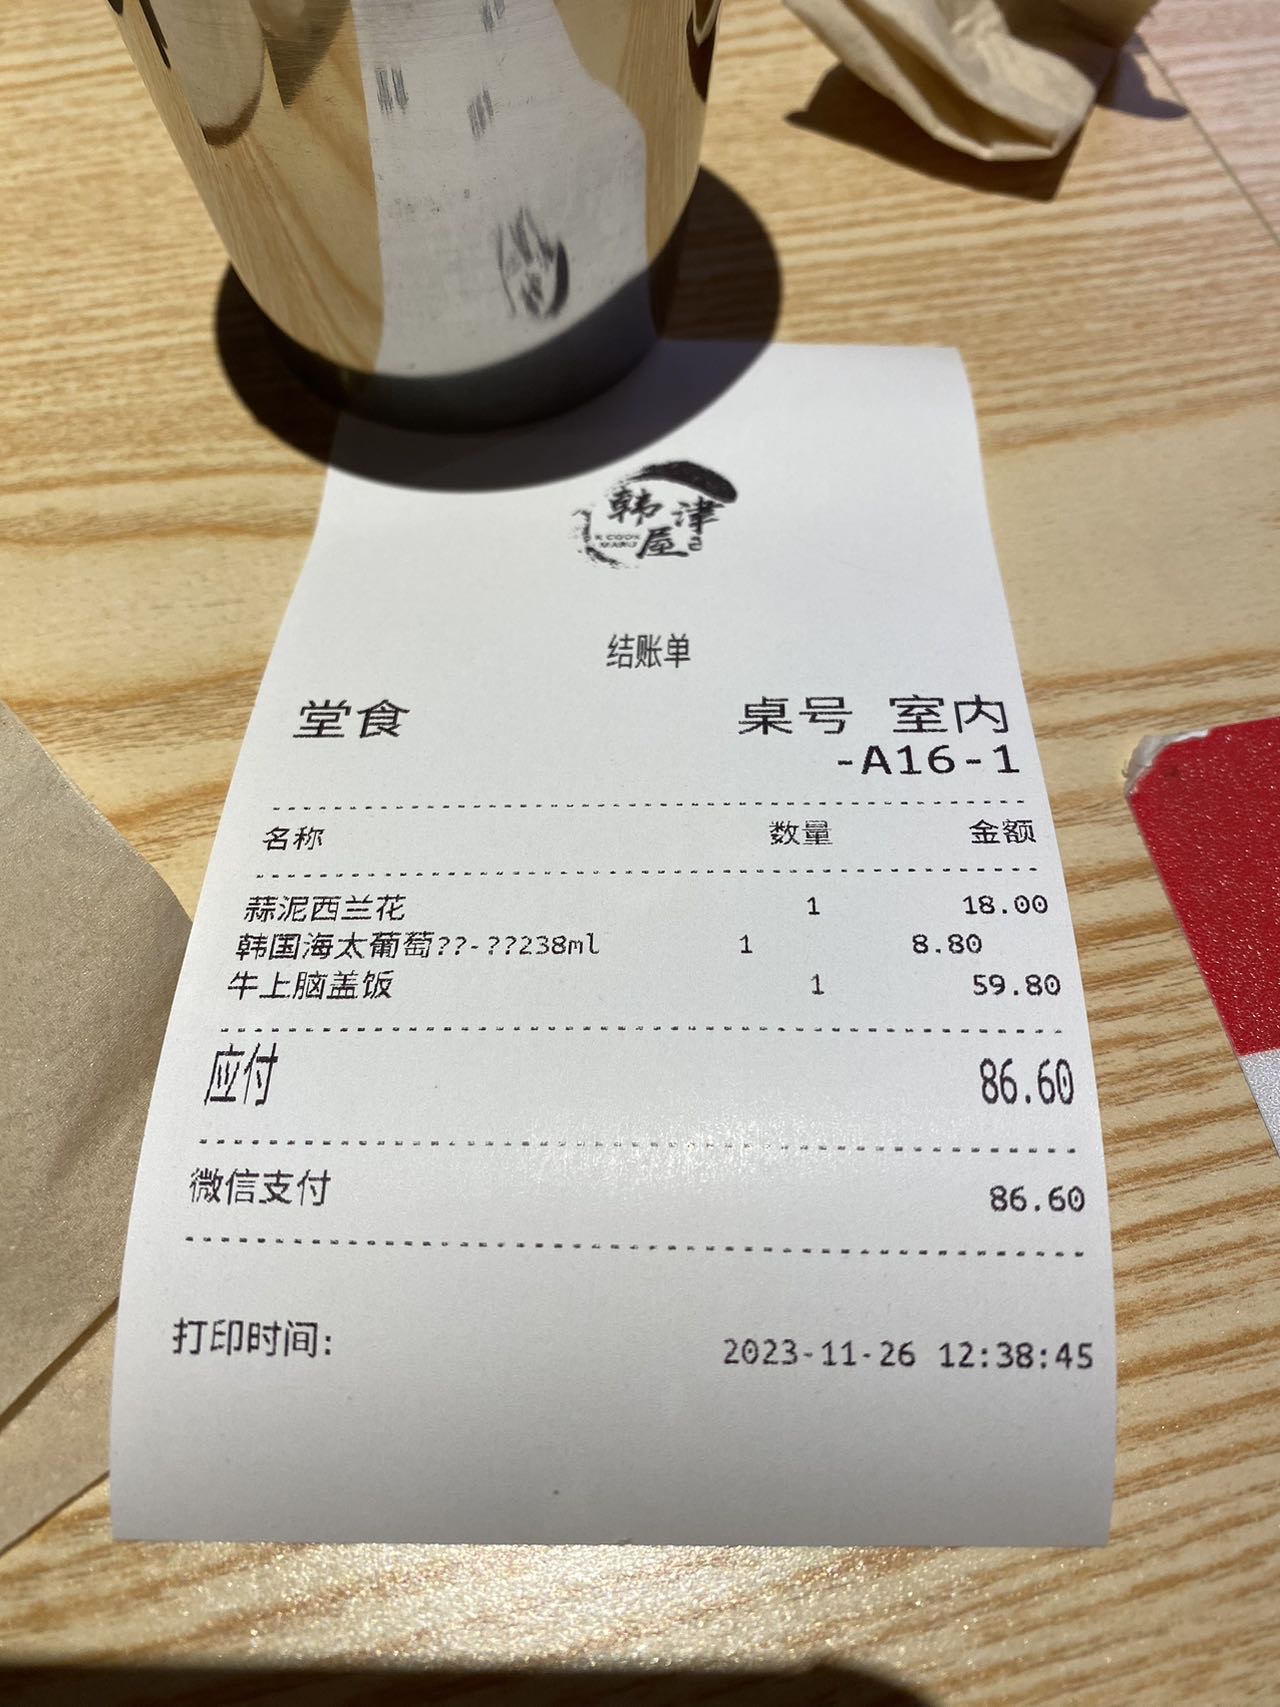 韩津屋
K COOK
MARU
结账单
堂食 桌号 室内
-A16-1
名称 数量 金额
蒜泥西兰花 1 18.00
韩国海太葡萄??-??238ml 1 8.80
牛上脑盖饭 1 59.80
应付 86.60
微信支付 86.60
打印时间: 2023-11-26 12:38:45